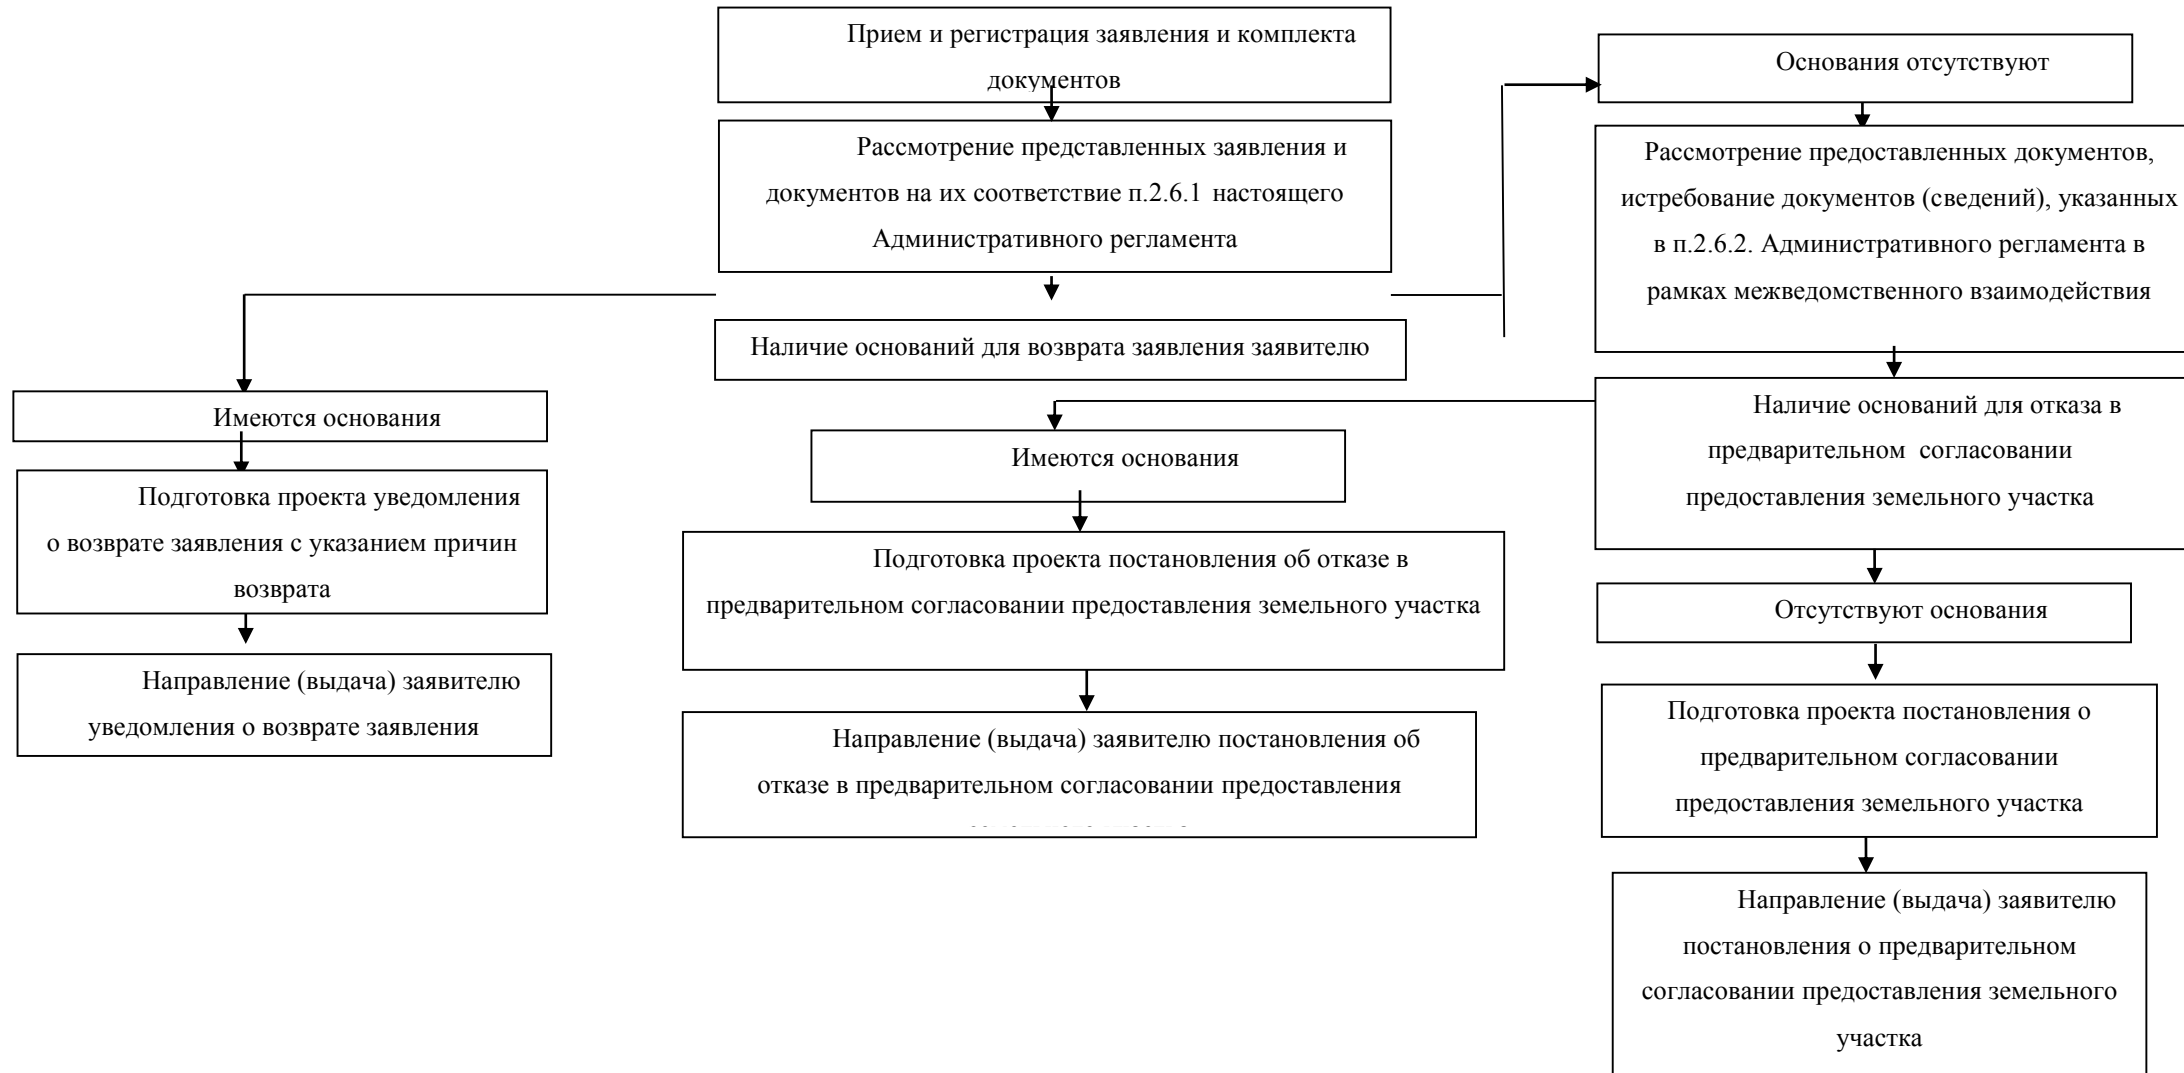 Прием и регистрация заявления и комплекта
документов
Рассмотрение представленных заявления и
документов на их соответствие п.2.6.1 настоящего
Административного регламента
Наличие оснований для возврата заявления заявителю
Имеются основания
Подготовка проекта уведомления
о возврате заявления с указанием причин
возврата
Направление (выдача) заявителю
уведомления о возврате заявления
Основания отсутствуют
Рассмотрение предоставленных документов,
истребование документов (сведений), указанных
в п.2.6.2. Административного регламента в
рамках межведомственного взаимодействия
Наличие оснований для отказа в
предварительном согласовании
предоставления земельного участка
Имеются основания
Подготовка проекта постановления об отказе в
предварительном согласовании предоставления земельного участка
Направление (выдача) заявителю постановления об
отказе в предварительном согласовании предоставления
Отсутствуют основания
Подготовка проекта постановления о
предварительном согласовании
предоставления земельного участка
Направление (выдача) заявителю
постановления о предварительном
согласовании предоставления земельного
участка